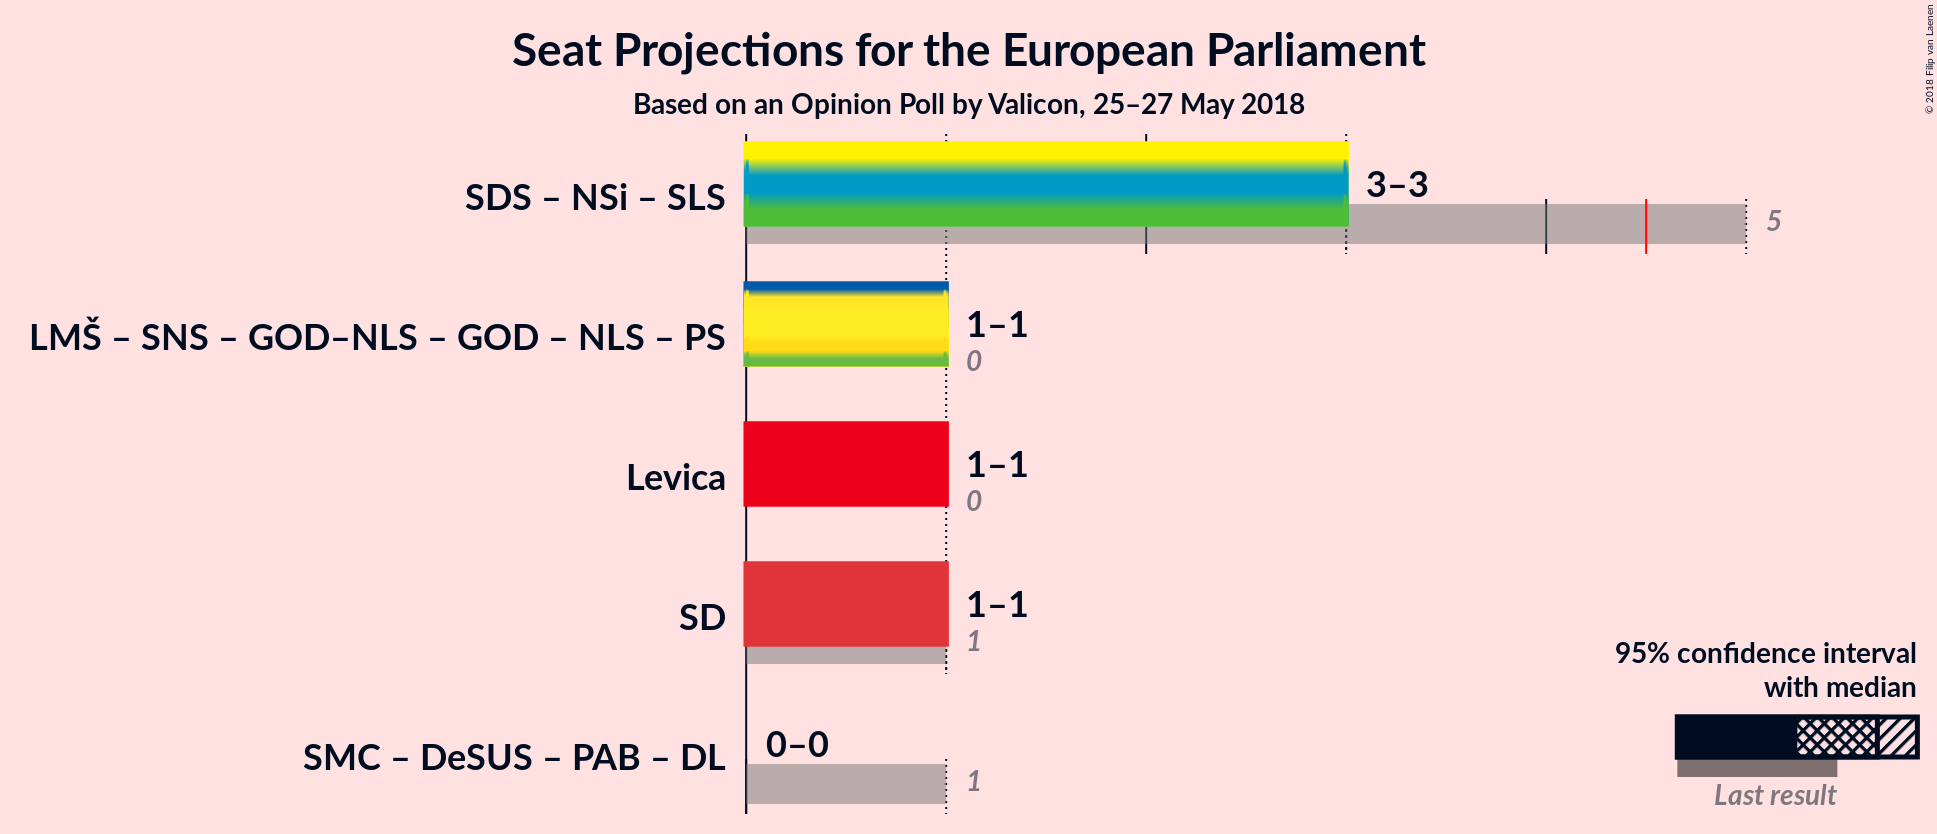 Seat Projections for the European Parliament
Based on an Opinion Poll by Valicon, 25–27 May 2018
© 2018 Filip van Laenen
SDS – NSi – SLS
3–3
5
LMŠ – SNS – GOD–NLS – GOD – NLS – PS
1–1
0
Levica
1–1
0
SD
1–1
1
SMC – DeSUS – PAB – DL
0–0
1
95% confidence interval
with median
Last result